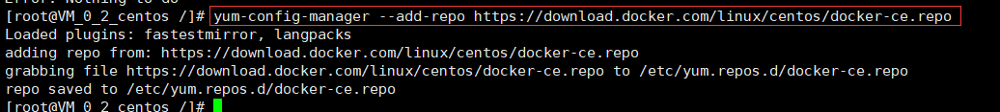 Error: Nothing to do
[root@VM_0_2_centos /]# yum-config-manager --add-repo https://download.docker.com/linux/centos/docker-ce.repo
Loaded plugins: fastestmirror, langpacks
adding repo from: https://download.docker.com/linux/centos/docker-ce.repo
grabbing file https://download.docker.com/linux/centos/docker-ce.repo to /etc/yum.repos.d/docker-ce.repo
repo saved to /etc/yum.repos.d/docker-ce.repo
[root@VM_0_2_centos /]#